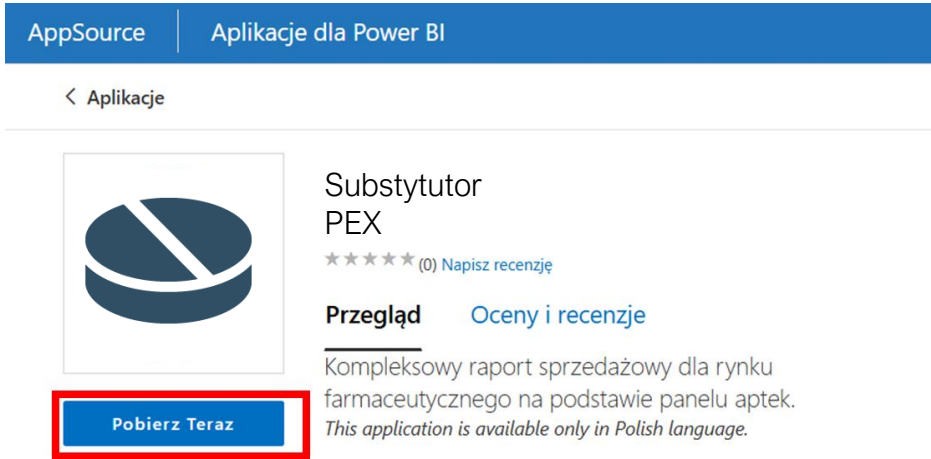 AppSource Aplikacje dla Power BI
< Aplikacje
Substytutor
PEX
(0) Napisz recenzję
Przegląd Oceny i recenzje
Kompleksowy raport sprzedażowy dla rynku
farmaceutycznego na podstawie panelu aptek.
This application is available only in Polish language.
Pobierz Teraz